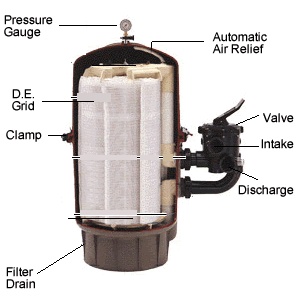 Pressure
Gauge
Automatic
Air Relief
D.E.
Grid
Valve
Clamp
Intake
Discharge
Filter
Drain